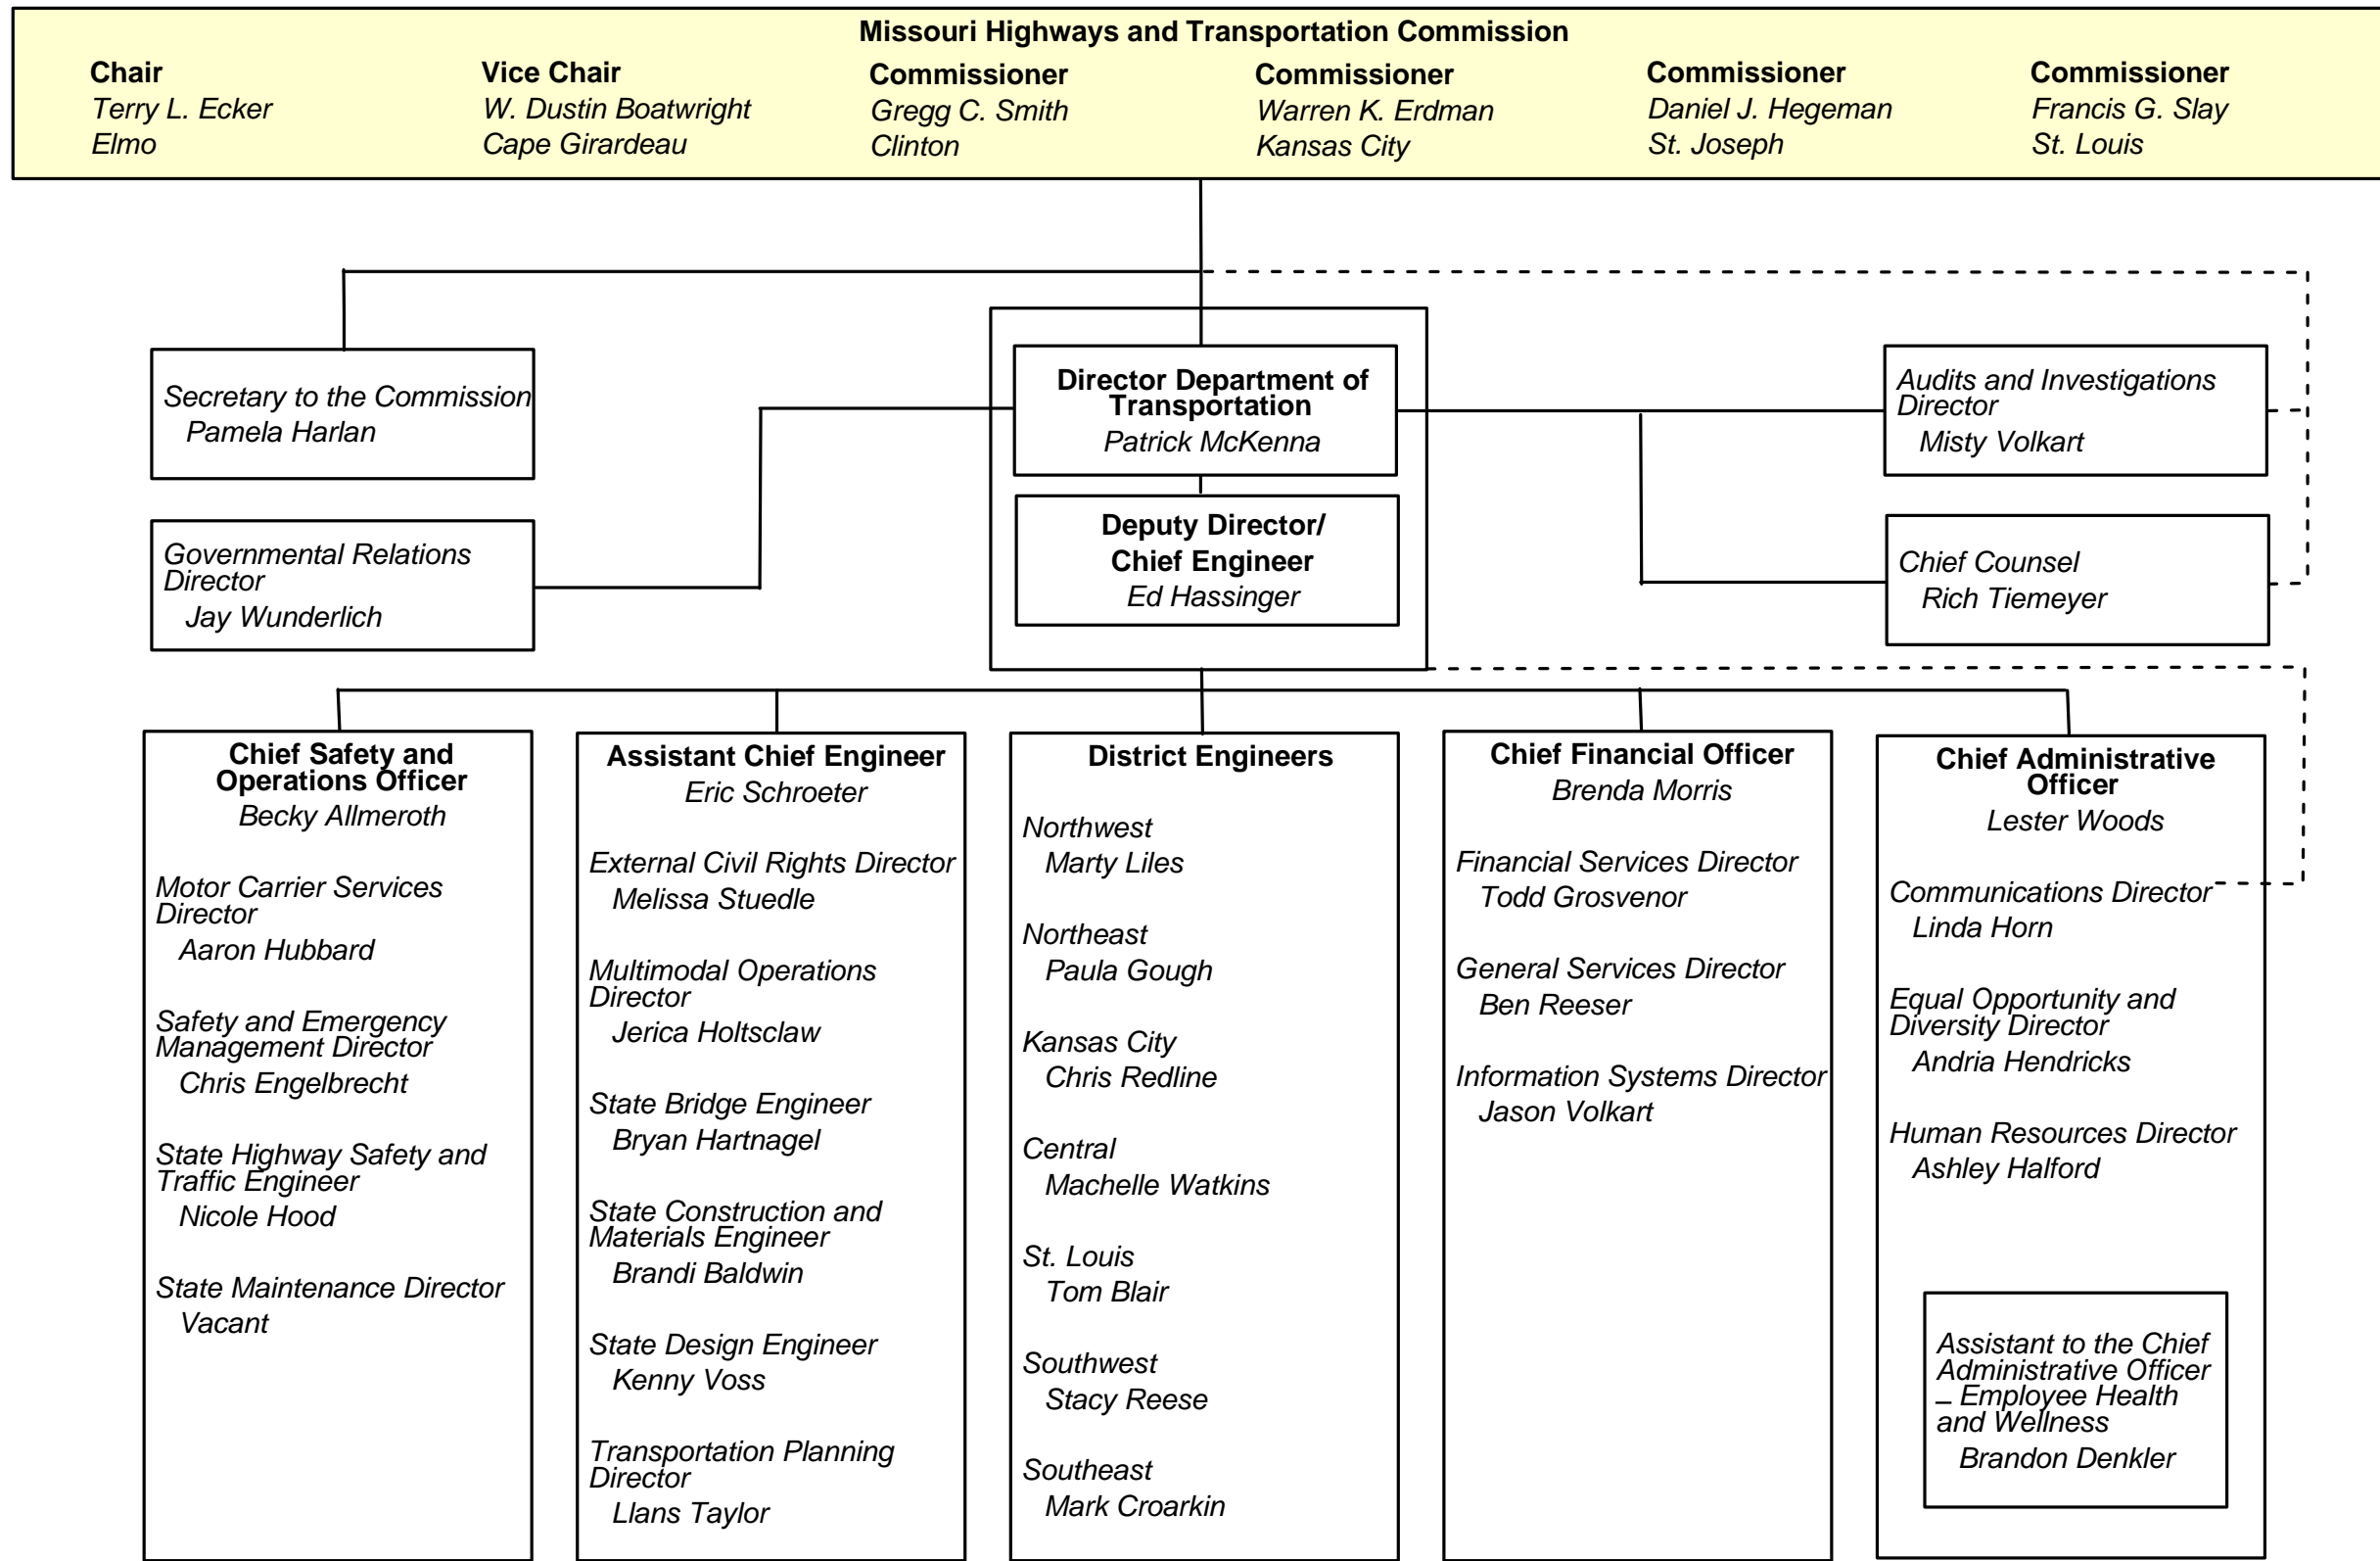 Missouri Highways and Transportation Commission
Chair
Terry L. Ecker
Elmo
Vice Chair
W. Dustin Boatwright
Cape Girardeau
Commissioner
Gregg C. Smith
Clinton
Commissioner
Warren K. Erdman
Kansas City
Commissioner
Daniel J. Hegeman
St. Joseph
Commissioner
Francis G. Slay
St. Louis
Secretary to the Commission
Pamela Harlan
Director Department of
Transportation
Patrick McKenna
Audits and Investigations
Director
Misty Volkart
Governmental Relations
Director
Jay Wunderlich
Deputy Director/
Chief Engineer
Ed Hassinger
Chief Counsel
Rich Tiemeyer
Chief Safety and
Operations Officer
Becky Allmeroth
Motor Carrier Services
Director
Aaron Hubbard
Safety and Emergency
Management Director
Chris Engelbrecht
State Highway Safety and
Traffic Engineer
Nicole Hood
State Maintenance Director
Vacant
Assistant Chief Engineer
Eric Schroeter
External Civil Rights Director
Melissa Stuedle
Multimodal Operations
Director
Jerica Holtsclaw
State Bridge Engineer
Bryan Hartnagel
State Construction and
Materials Engineer
Brandi Baldwin
State Design Engineer
Kenny Voss
Transportation Planning
Director
Llans Taylor
District Engineers
Northwest
Marty Liles
Northeast
Paula Gough
Kansas City
Chris Redline
Central
Machelle Watkins
St. Louis
Tom Blair
Southwest
Stacy Reese
Southeast
Mark Croarkin
Chief Financial Officer
Brenda Morris
Financial Services Director
Todd Grosvenor
General Services Director
Ben Reeser
Information Systems Director
Jason Volkart
Chief Administrative
Officer
Lester Woods
Communications Director
Linda Horn
Equal Opportunity and
Diversity Director
Andria Hendricks
Human Resources Director
Ashley Halford
Assistant to the Chief
Administrative Officer
– Employee Health
and Wellness
Brandon Denkler